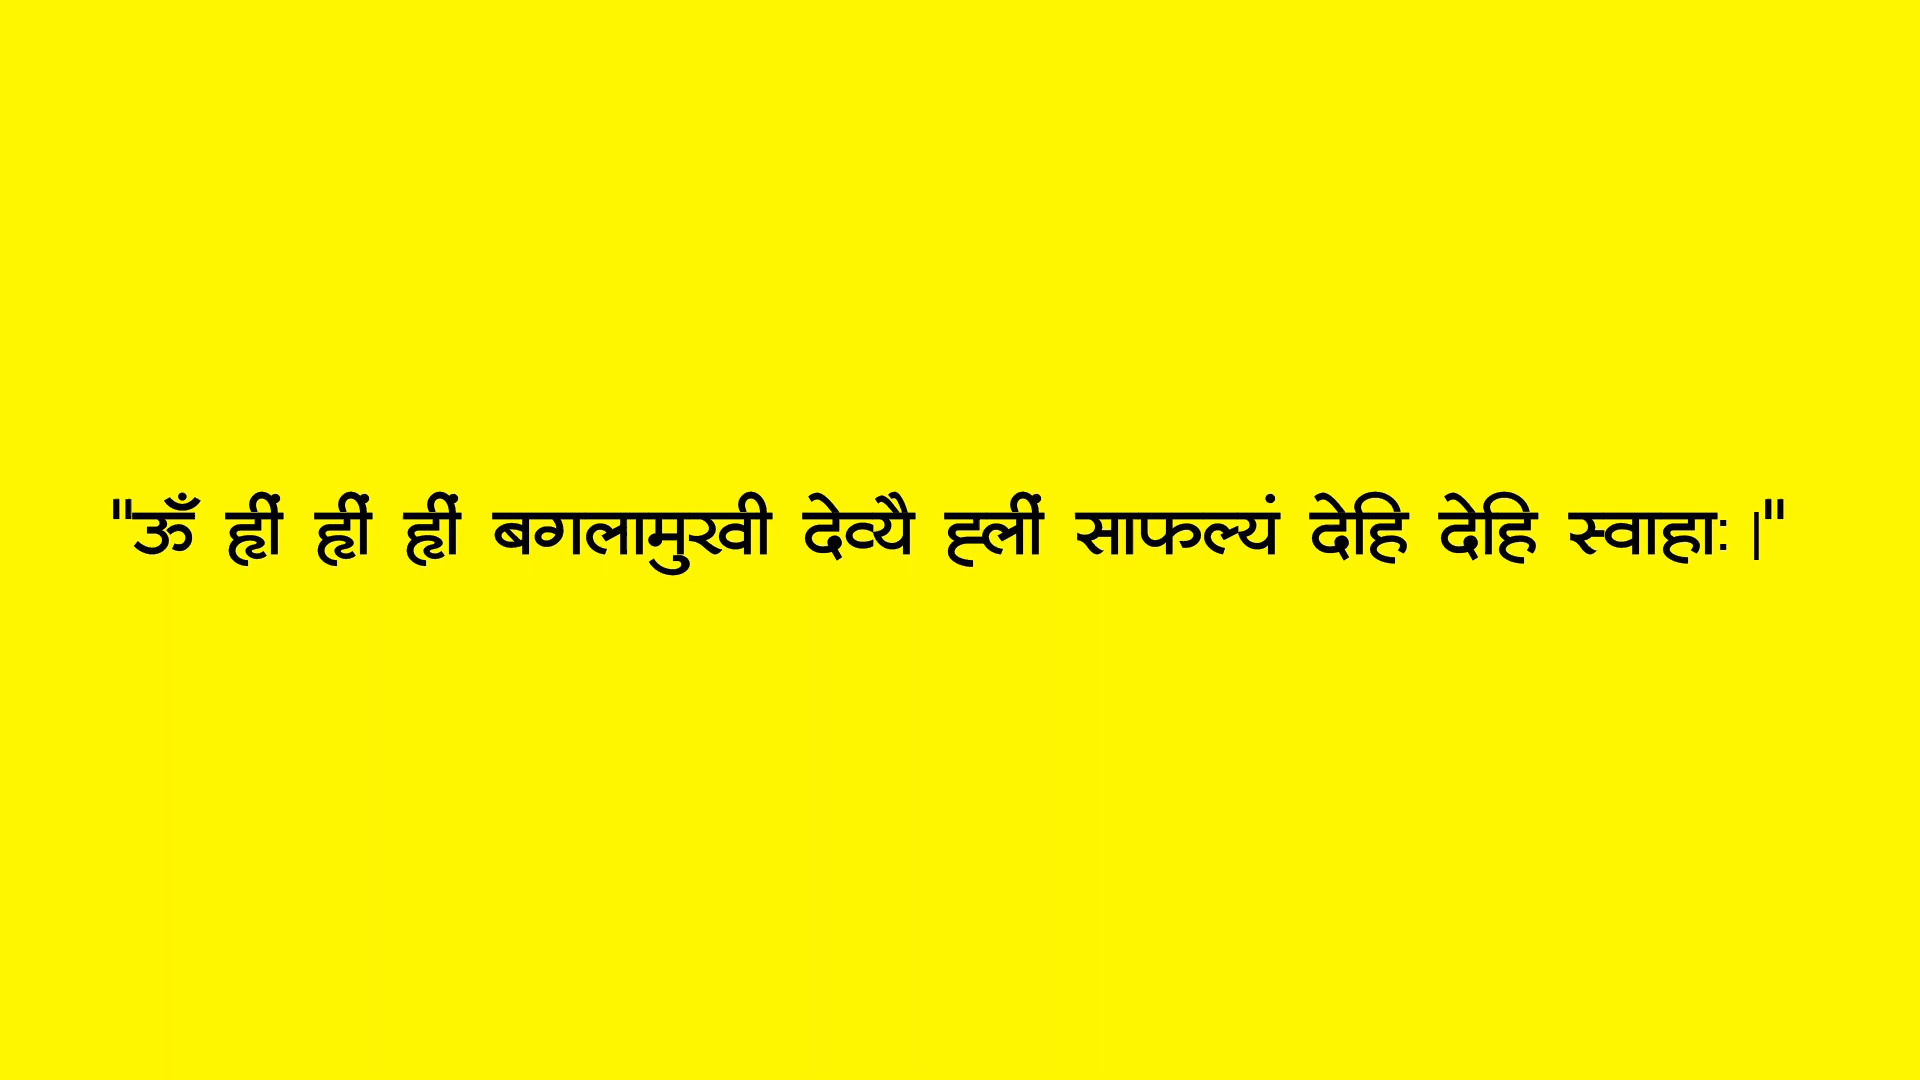 "ॐ ह्रीं ह्रीं ह्रीं बगलामुखी देव्यै ह्लीं साफल्यं देहि देहि स्वाहाः |"